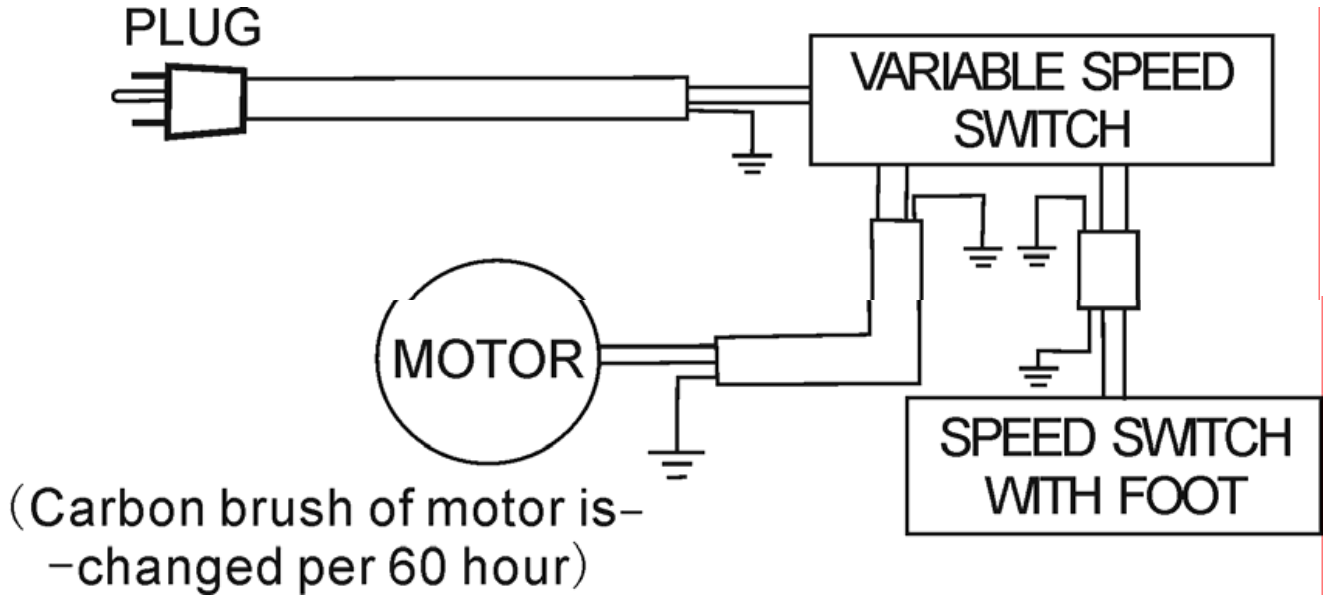 PLUG
VARIABLE SPEED
SWITCH
MOTOR
SPEED SWITCH
WITH FOOT
（Carbon brush of motor is-
-changed per 60 hour）